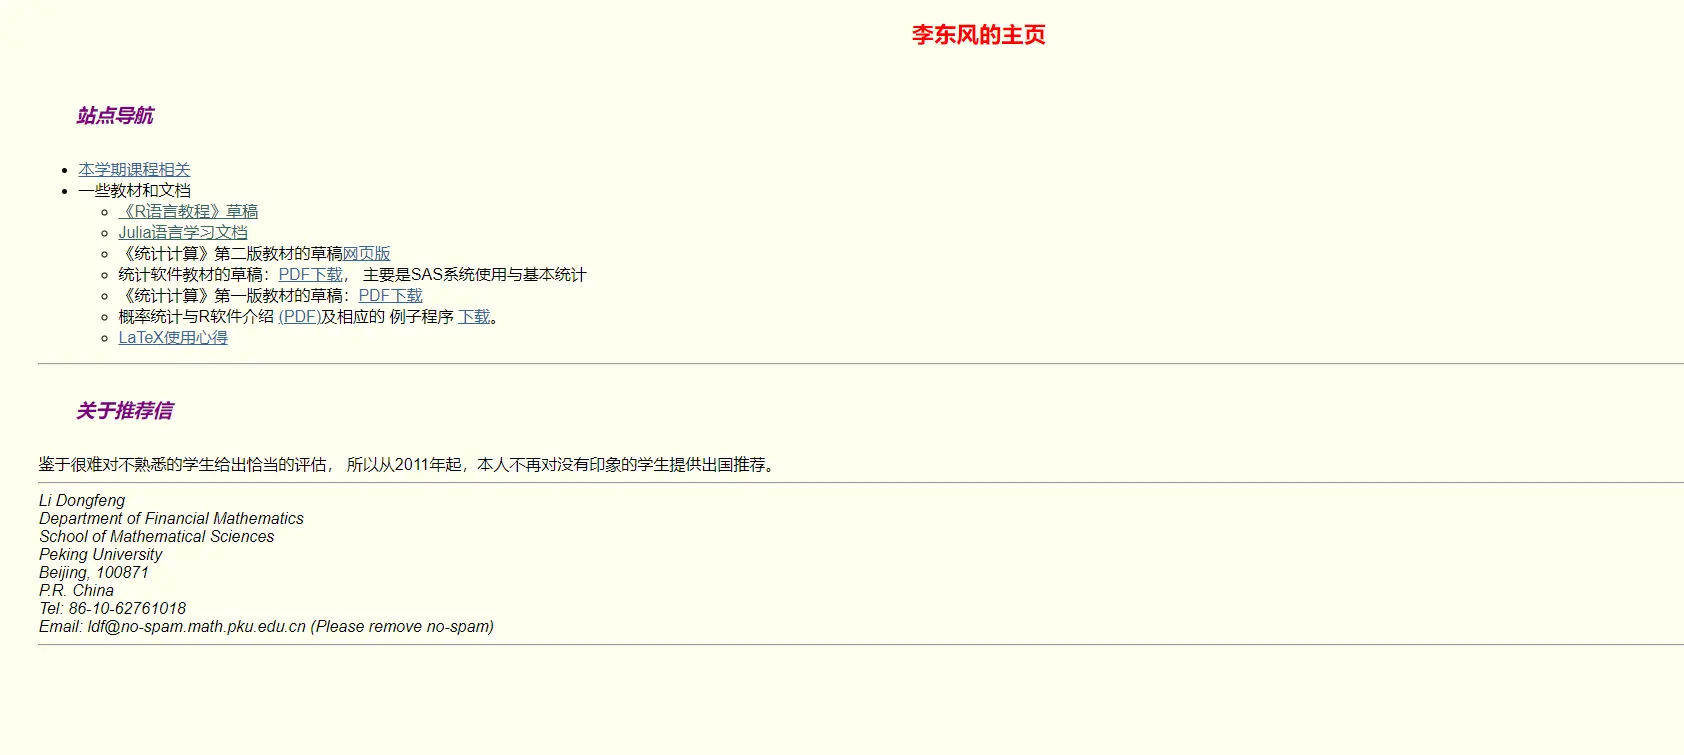 李东风的主页
站点导航
本学期课程相关
一些教材和文档
《R语言教程》草稿
Julia语言学习文档
《统计计算》第二版教材的草稿网页版
统计软件教材的草稿：PDF下载， 主要是SAS系统使用与基本统计
《统计计算》第一版教材的草稿：PDF下载
概率统计与R软件介绍 (PDF)及相应的 例子程序 下载。
LaTeX使用心得
关于推荐信
鉴于很难对不熟悉的学生给出恰当的评估， 所以从2011年起，本人不再对没有印象的学生提供出国推荐。
Li Dongfeng
Department of Financial Mathematics
School of Mathematical Sciences
Peking University
Beijing, 100871
P.R. China
Tel: 86-10-62761018
Email: ldf@no-spam.math.pku.edu.cn (Please remove no-spam)